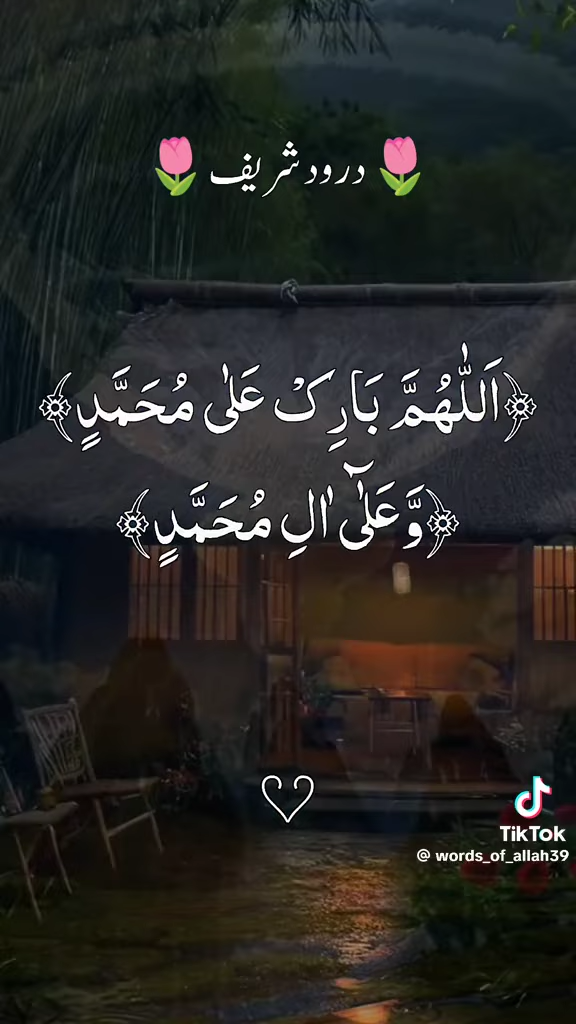 🌷 درود شریف 🌷
﴿اَللّٰهُمَّ بَارِكْ عَلٰی مُحَمَّدٍ﴾
﴿وَّعَلٰۤی اٰلِ مُحَمَّدٍ﴾
TikTok
@ words_of_allah39